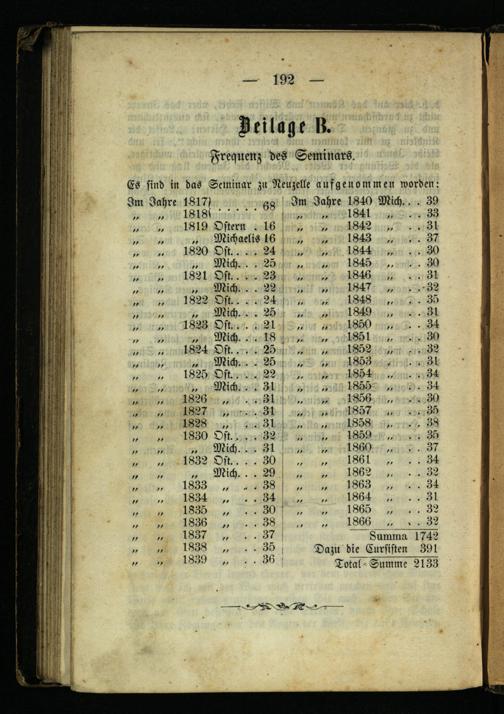 — 192 —
Beilage B.
Frequenz des Seminars.
Es sind in das Seminar zu Neuzelle aufgenommen worden:
Im Jahre 1817)
„ „ 1818( . . . . . 68
„ „ 1819 Ostern . 16
„ „ „ Michaelis 16
„ „ 1820 Ost. . . 24
„ „ „ Mich. . . 25
„ „ 1821 Ost. . . 23
„ „ „ Mich. . . 22
„ „ 1822 Ost. . . 24
„ „ „ Mich. . . 25
„ „ 1823 Ost. . . 21
„ „ „ Mich. . . 18
„ „ 1824 Ost. . . 25
„ „ „ Mich. . . 25
„ „ 1825 Ost. . . 22
„ „ „ Mich. . . 31
„ „ 1826 „ . . 31
„ „ 1827 „ . . 31
„ „ 1828 „ . . 31
„ „ 1830 Ost. . . 32
„ „ „ Mich. . . 31
„ „ 1832 Ost. . . 30
„ „ „ Mich. . . 29
„ „ 1833 „ . . 38
„ „ 1834 „ . . 34
„ „ 1835 „ . . 30
„ „ 1836 „ . . 38
„ „ 1837 „ . . 37
„ „ 1838 „ . . 35
„ „ 1839 „ . . 36
Im Jahre 1840 Mich. . . 39
„ „ 1841 „ . . 33
„ „ 1842 „ . . 31
„ „ 1843 „ . . 37
„ „ 1844 „ . . 30
„ „ 1845 „ . . 30
„ „ 1846 „ . . 31
„ „ 1847 „ . . 32
„ „ 1848 „ . . 35
„ „ 1849 „ . . 31
„ „ 1850 „ . . 34
„ „ 1851 „ . . 30
„ „ 1852 „ . . 32
„ „ 1853 „ . . 31
„ „ 1854 „ . . 34
„ „ 1855 „ . . 34
„ „ 1856 „ . . 30
„ „ 1857 „ . . 35
„ „ 1858 „ . . 38
„ „ 1859 „ . . 35
„ „ 1860 „ . . 37
„ „ 1861 „ . . 34
„ „ 1862 „ . . 32
„ „ 1863 „ . . 34
„ „ 1864 „ . . 31
„ „ 1865 „ . . 32
„ „ 1866 „ . . 32
Summa 1742
Dazu die Cursisten 391
Total-Summe 2133